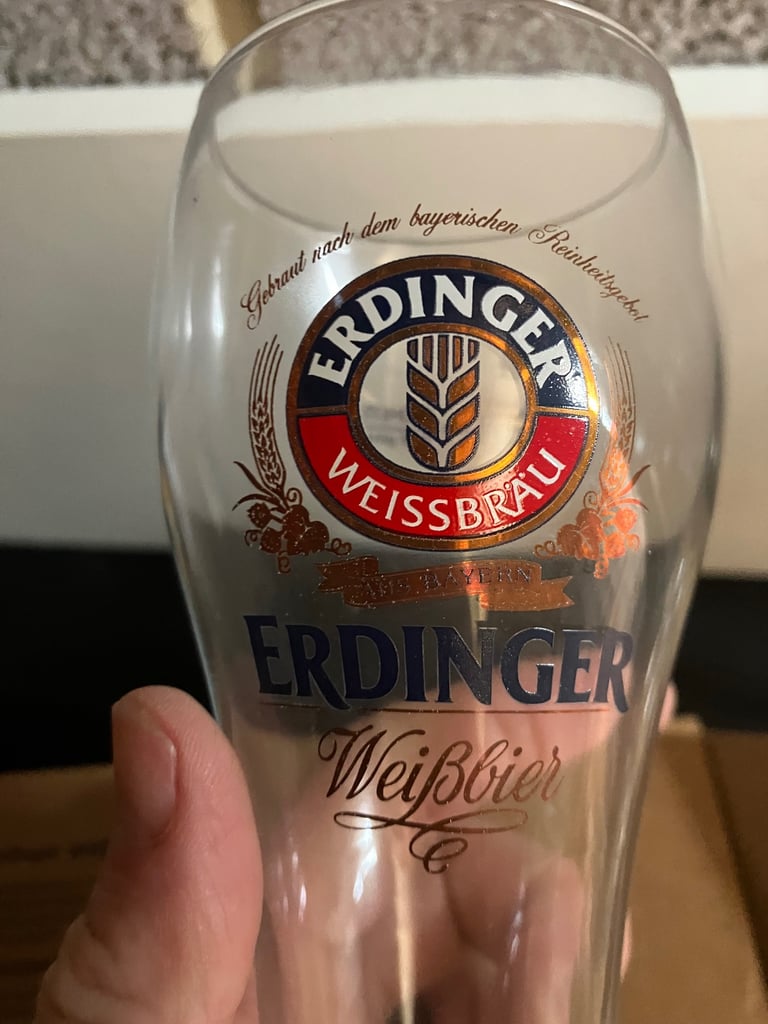 Gebraut nach dem bayerischen Reinheitsgebot
ERDINGER
WEISSBRÄU
AUS BAYERN
ERDINGER
Weißbier